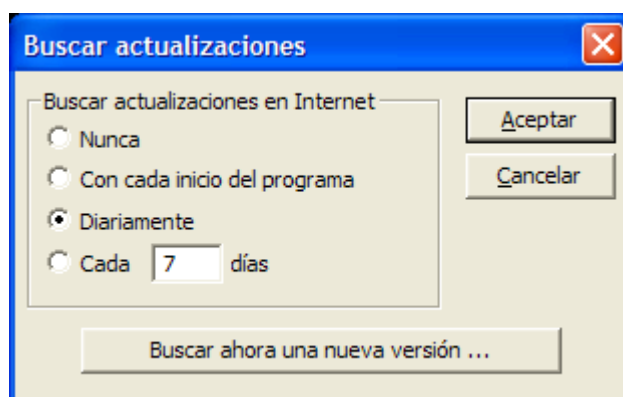 Buscar actualizaciones
Buscar actualizaciones en Internet
Nunca
Con cada inicio del programa
Diariamente
Cada 7 días
Aceptar
Cancelar
Buscar ahora una nueva versión ...